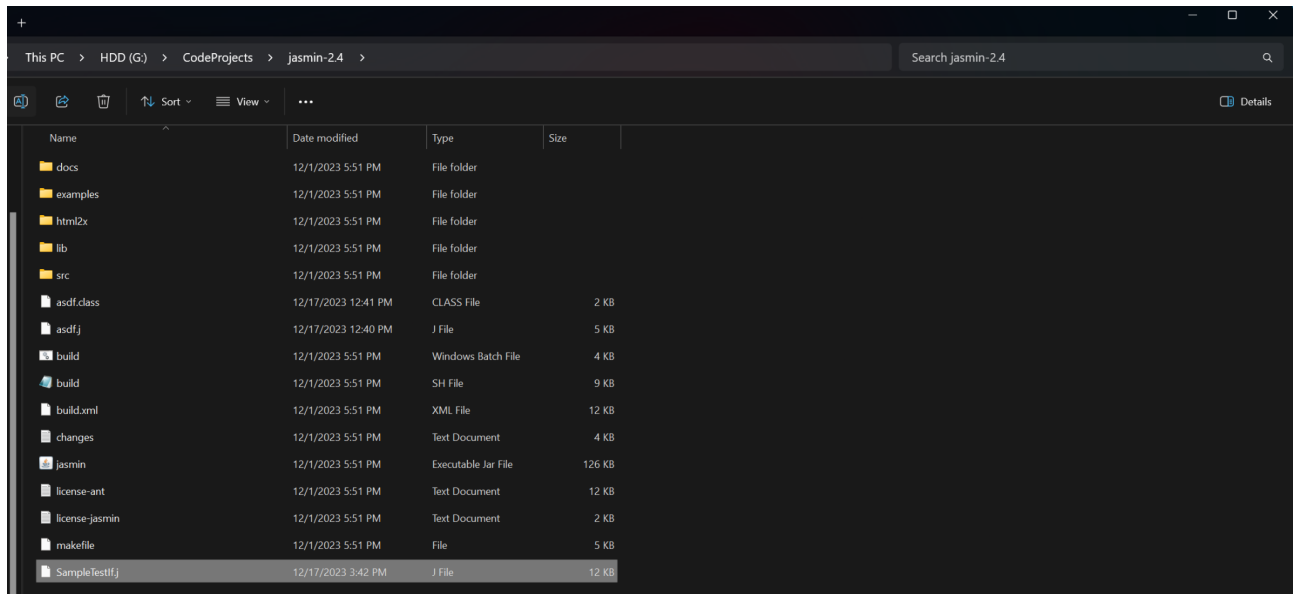 This PC > HDD (G:) > CodeProjects > jasmin-2.4 > Search jasmin-2.4
Sort View ... Details
Name Date modified Type Size
docs 12/1/2023 5:51 PM File folder
examples 12/1/2023 5:51 PM File folder
html2x 12/1/2023 5:51 PM File folder
lib 12/1/2023 5:51 PM File folder
src 12/1/2023 5:51 PM File folder
asdf.class 12/17/2023 12:41 PM CLASS File 2 KB
asdf.j 12/17/2023 12:40 PM J File 5 KB
build 12/1/2023 5:51 PM Windows Batch File 4 KB
build 12/1/2023 5:51 PM SH File 9 KB
build.xml 12/1/2023 5:51 PM XML File 12 KB
changes 12/1/2023 5:51 PM Text Document 4 KB
jasmin 12/1/2023 5:51 PM Executable Jar File 126 KB
license-ant 12/1/2023 5:51 PM Text Document 12 KB
license-jasmin 12/1/2023 5:51 PM Text Document 2 KB
makefile 12/1/2023 5:51 PM File 5 KB
SampleTestIf.j 12/17/2023 3:42 PM J File 12 KB